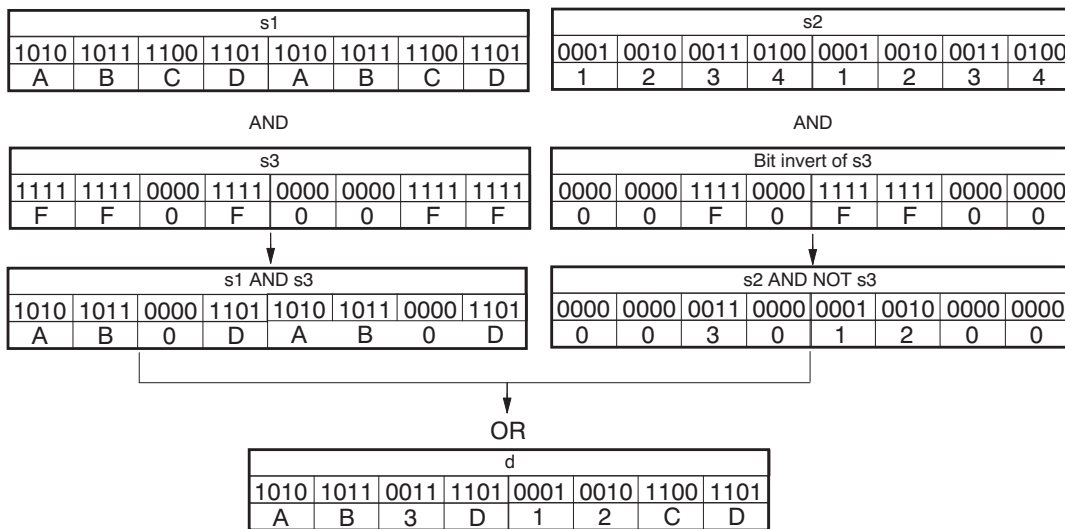 s1
1010 1011 1100 1101 1010 1011 1100 1101
A B C D A B C D
s2
0001 0010 0011 0100 0001 0010 0011 0100
1 2 3 4 1 2 3 4
AND
AND
s3
1111 1111 0000 1111 0000 0000 1111 1111
F F 0 F 0 0 F F
Bit invert of s3
0000 0000 1111 0000 1111 1111 0000 0000
0 0 F 0 F F 0 0
s1 AND s3
1010 1011 0000 1101 1010 1011 0000 1101
A B 0 D A B 0 D
s2 AND NOT s3
0000 0000 0011 0000 0001 0010 0000 0000
0 0 3 0 1 2 0 0
OR
d
1010 1011 0011 1101 0001 0010 1100 1101
A B 3 D 1 2 C D